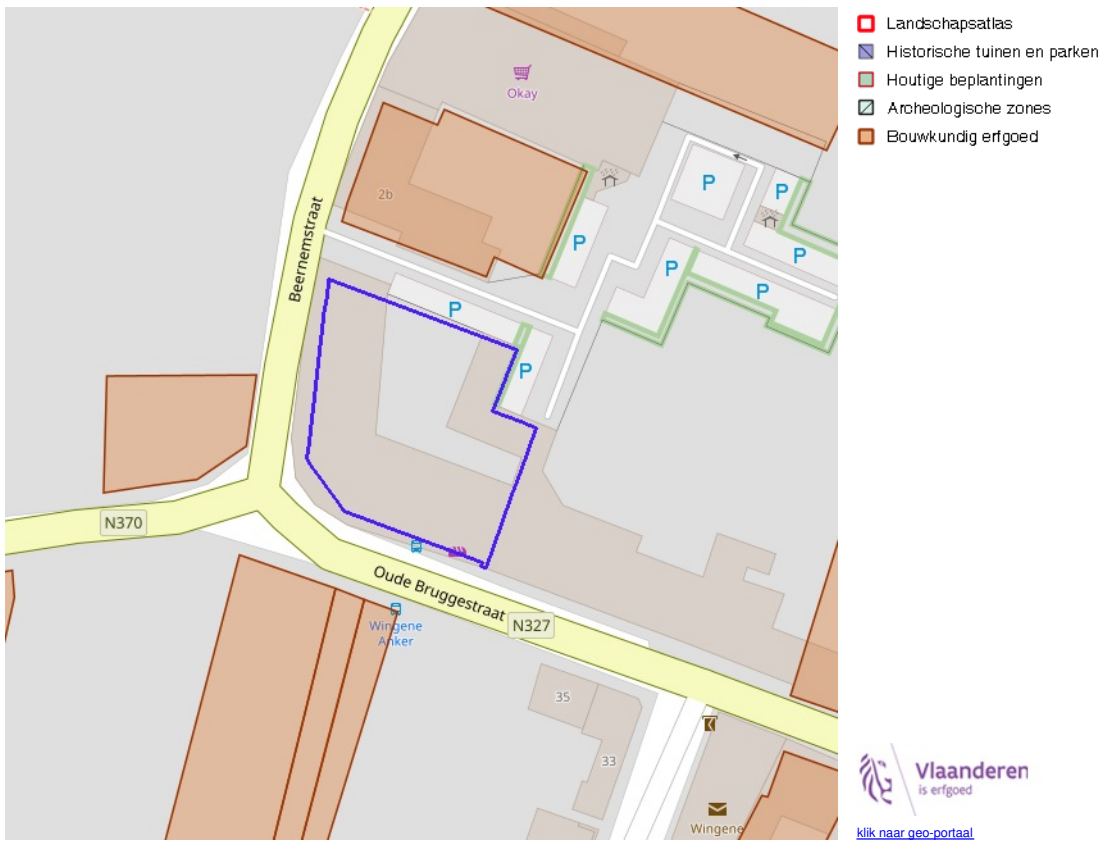 Okay
2b
P
P
P
P
P
P
P
P
Beernemstraat
N370
Oude Bruggestraat
N327
Wingene
Anker
35
33
Wingene
Landschapsatlas
Historische tuinen en parken
Houtige beplantingen
Archeologische zones
Bouwkundig erfgoed
Vlaanderen
is erfgoed
klik naar geo-portaal